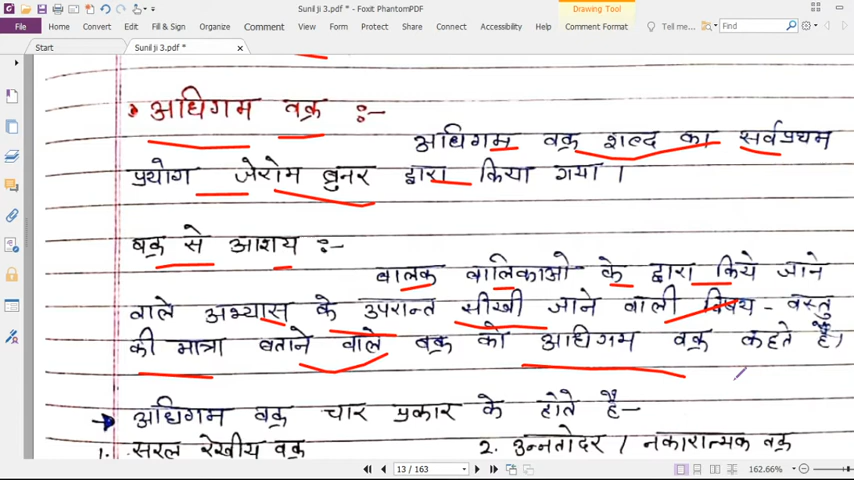 Sunil ji 3.pdf * - Foxit PhantomPDF
Drawing Tool
File Home Convert Edit Fill & Sign Organize Comment View Form Protect Share Help Extras Comment Format Tell me... Find
Start Sunil ji 3.pdf *
अधिगम वक्र :-
अधिगम वक्र शब्द का सर्वप्रथम
प्रयोग जेरोम ब्रुनर द्वारा किया गया।
वक्र से आशय :-
बालक बालिकाओ के द्वारा किये जाने
वाले अभ्यास के उपरान्त सीखी जाने वाली विषय - वस्तु
की मात्रा बताने वाले वक्र को अधिगम वक्र कहते हैं।
अधिगम वक्र चार प्रकार के होते है-
1. सरल रेखीय वक्र 2. उन्नतोदर / नकारात्मक वक्र
13 / 163 162.66%